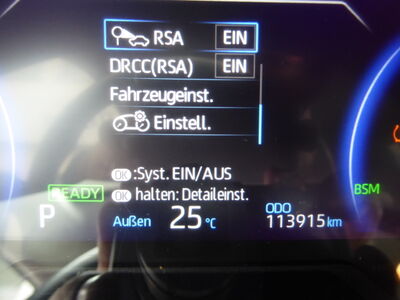 RSA EIN
DRCC(RSA) EIN
Fahrzeugeinst.
Einstell.
OK :Syst. EIN/AUS
OK halten: Detaileinst.
READY
BSM
P
Außen 25 °C
ODO
113915 km